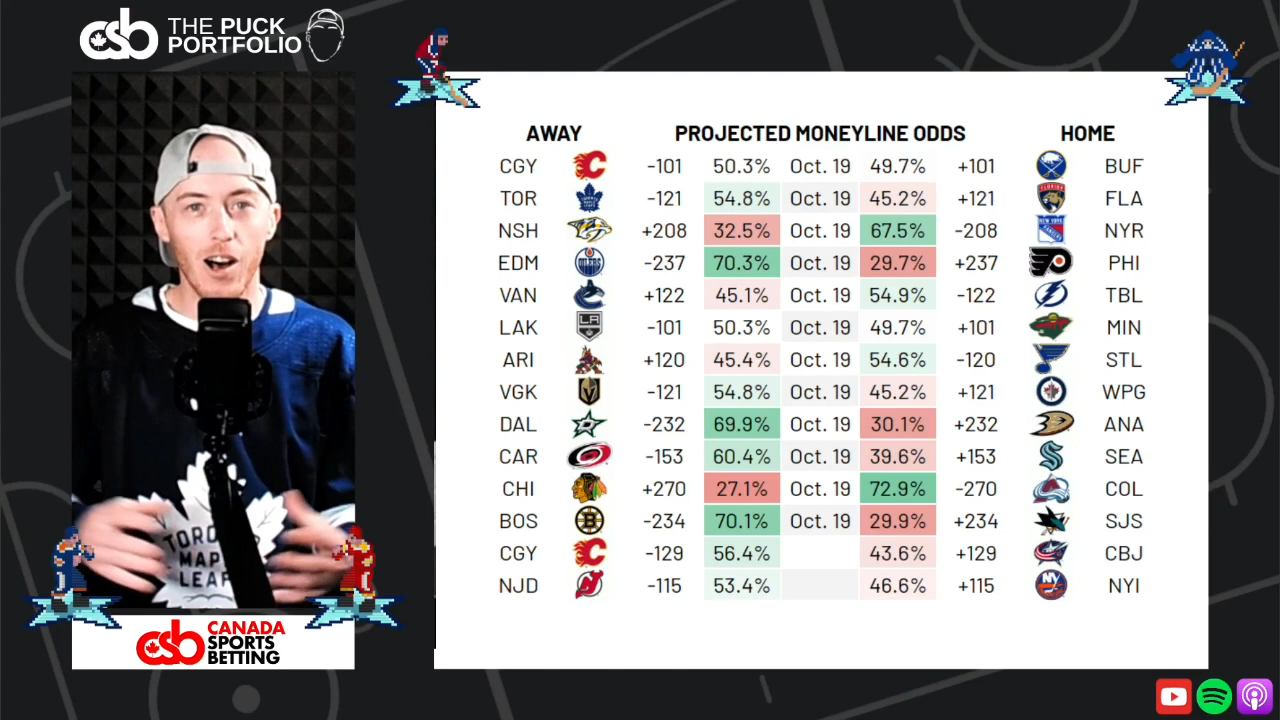 csb THE PUCK
PORTFOLIO
AWAY PROJECTED MONEYLINE ODDS HOME
CGY -101 50.3% Oct. 19 49.7% +101 BUF
TOR -121 54.8% Oct. 19 45.2% +121 FLA
NSH +208 32.5% Oct. 19 67.5% -208 NYR
EDM -237 70.3% Oct. 19 29.7% +237 PHI
VAN +122 45.1% Oct. 19 54.9% -122 TBL
LAK -101 50.3% Oct. 19 49.7% +101 MIN
ARI +120 45.4% Oct. 19 54.6% -120 STL
VGK -121 54.8% Oct. 19 45.2% +121 WPG
DAL -232 69.9% Oct. 19 30.1% +232 ANA
CAR -153 60.4% Oct. 19 39.6% +153 SEA
CHI +270 27.1% Oct. 19 72.9% -270 COL
BOS -234 70.1% Oct. 19 29.9% +234 SJS
CGY -129 56.4% 43.6% +129 CBJ
NJD -115 53.4% 46.6% +115 NYI
TORO
MAP
LEAF
csb CANADA
SPORTS
BETTING